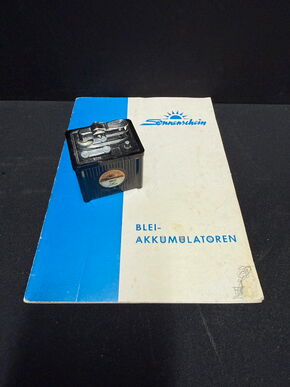 Sonnenschein
BLEI-
AKKUMULATOREN